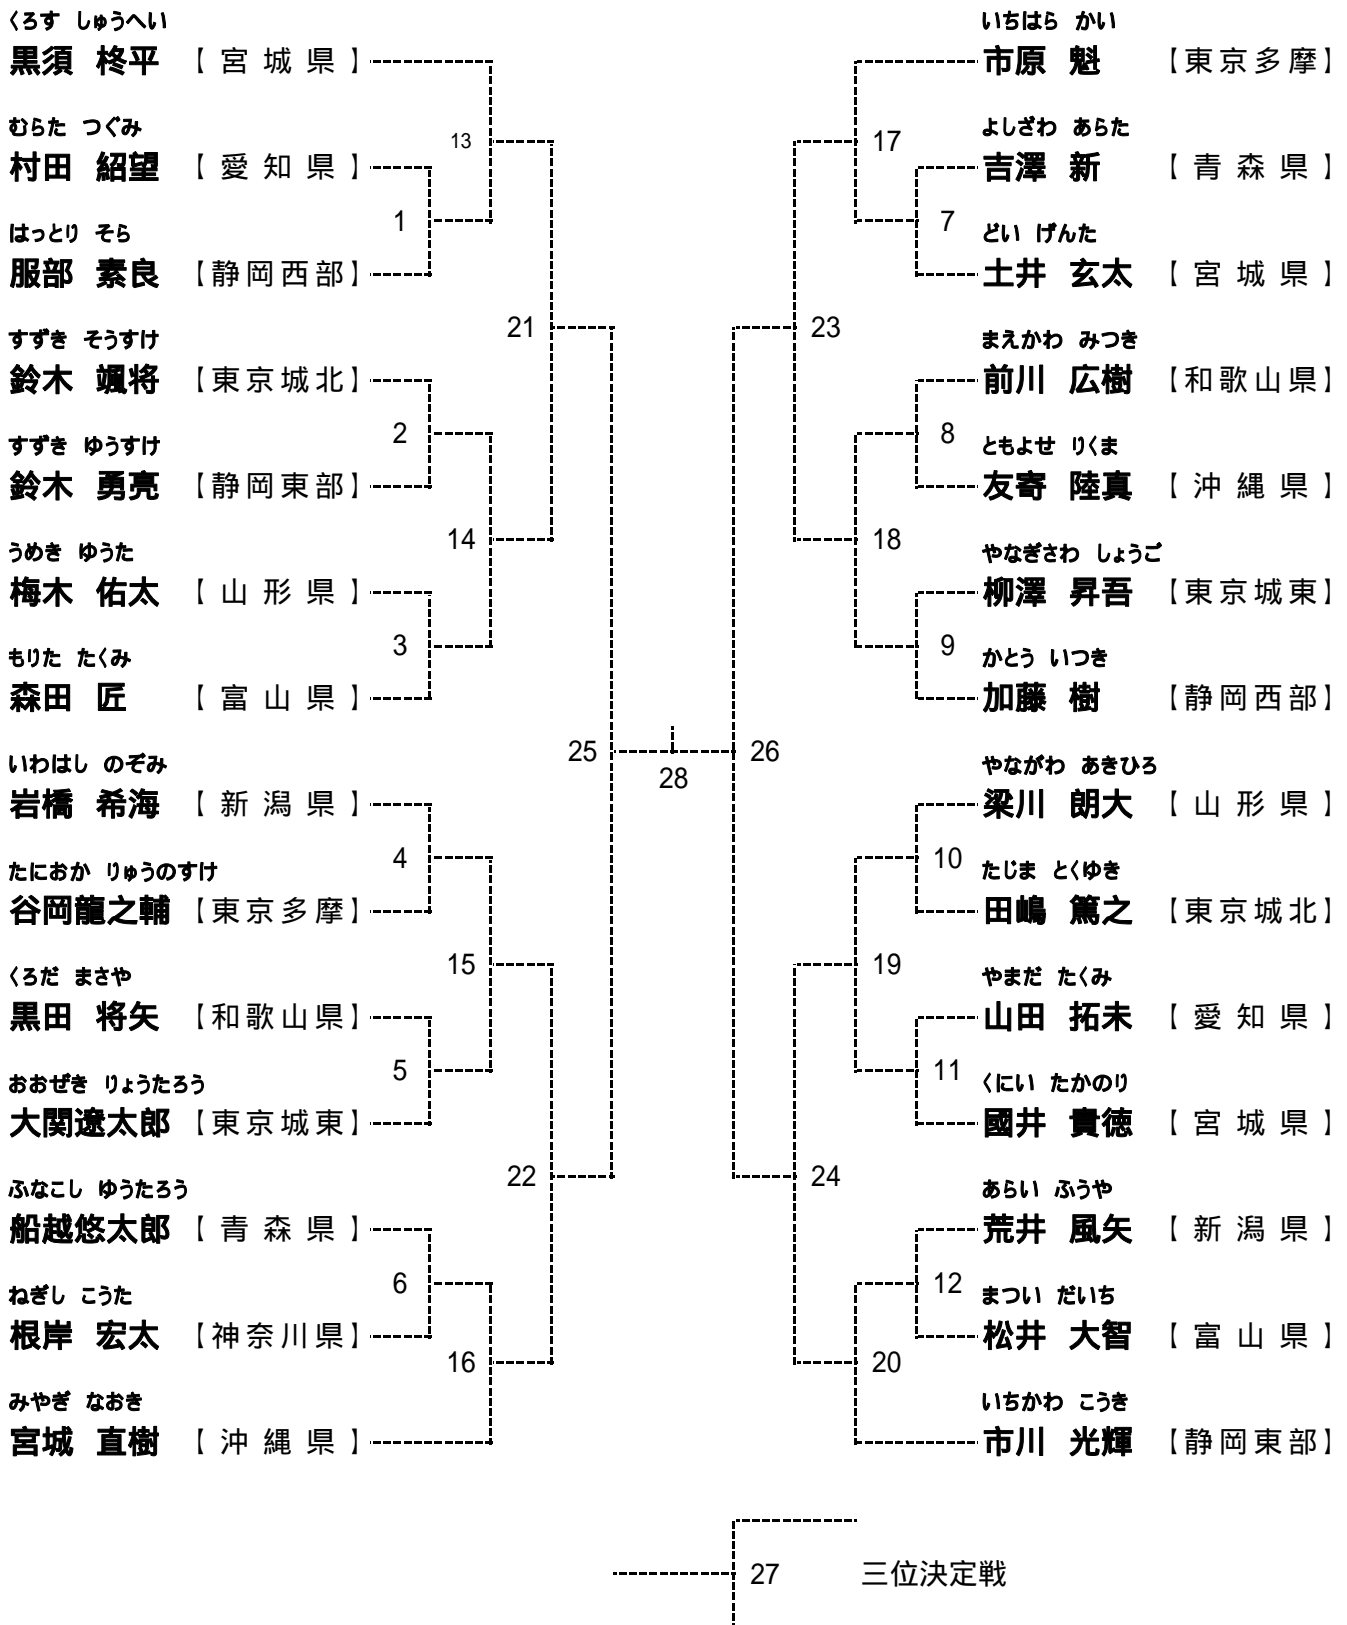 くろす しゅうへい
黒須 柊平 【宮城県】
むらた つぐみ
村田 紹望 【愛知県】
はっとり そら
服部 素良 【静岡西部】
すずき そうすけ
鈴木 颯将 【東京城北】
すずき ゆうすけ
鈴木 勇亮 【静岡東部】
うめき ゆうた
梅木 佑太 【山形県】
もりた たくみ
森田 匠 【富山県】
いわはし のぞみ
岩橋 希海 【新潟県】
たにおか りゅうのすけ
谷岡龍之輔 【東京多摩】
くろだ まさや
黒田 将矢 【和歌山県】
おおぜき りょうたろう
大関遼太郎 【東京城東】
ふなこし ゆうたろう
船越悠太郎 【青森県】
ねぎし こうた
根岸 宏太 【神奈川県】
みやぎ なおき
宮城 直樹 【沖縄県】
1
2
3
4
5
6
13
14
15
16
21
22
25
28
26
23
24
17
18
19
20
7
8
9
10
11
12
いちはら かい
市原 魁 【東京多摩】
よしざわ あらた
吉澤 新 【青森県】
どい げんた
土井 玄太 【宮城県】
まえかわ みつき
前川 広樹 【和歌山県】
ともよせ りくま
友寄 陸真 【沖縄県】
やなぎさわ しょうご
柳澤 昇吾 【東京城東】
かとう いつき
加藤 樹 【静岡西部】
やながわ あきひろ
梁川 朗大 【山形県】
たじま とくゆき
田嶋 篤之 【東京城北】
やまだ たくみ
山田 拓未 【愛知県】
くにい たかのり
國井 貴徳 【宮城県】
あらい ふうや
荒井 風矢 【新潟県】
まつい だいち
松井 大智 【富山県】
いちかわ こうき
市川 光輝 【静岡東部】
27 三位決定戦